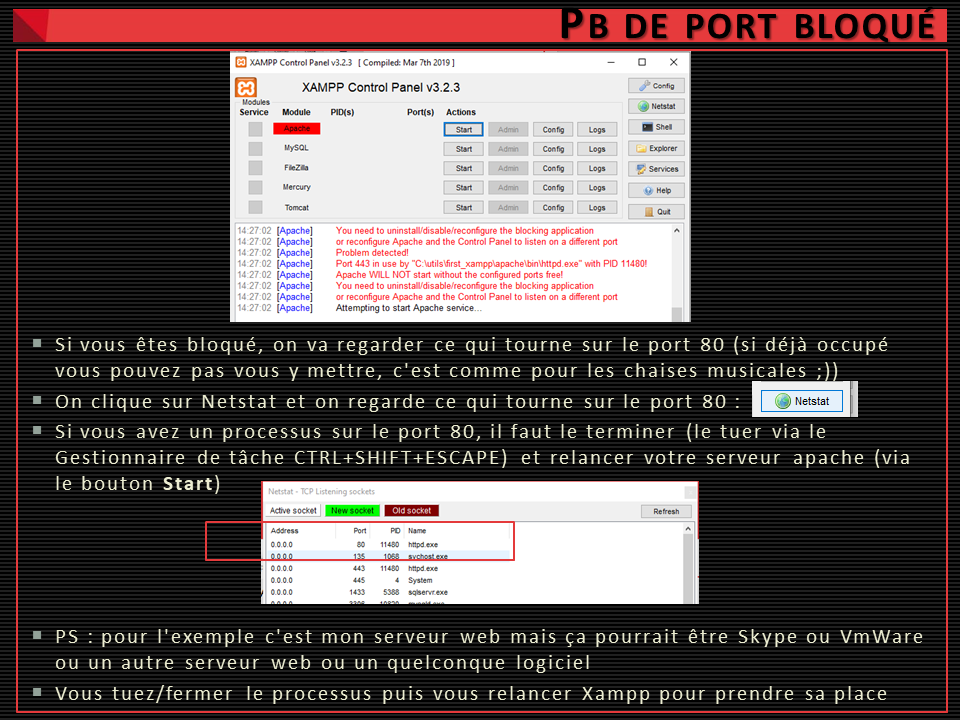 PB DE PORT BLOQUÉ
XAMPP Control Panel v3.2.3 [ Compiled: Mar 7th 2019 ]
XAMPP Control Panel v3.2.3
Modules
Service Module PID(s) Port(s) Actions
Apache Start Admin Config Logs
MySQL Start Admin Config Logs
FileZilla Start Admin Config Logs
Mercury Start Admin Config Logs
Tomcat Start Admin Config Logs
Config
Netstat
Shell
Explorer
Services
Help
Quit
14:27:02 [Apache] You need to uninstall/disable/reconfigure the blocking application
14:27:02 [Apache] or reconfigure Apache and the Control Panel to listen on a different port
14:27:02 [Apache] Problem detected!
14:27:02 [Apache] Port 443 in use by "C:\utils\first_xampp\apache\bin\httpd.exe" with PID 11480!
14:27:02 [Apache] Apache WILL NOT start without the configured ports free!
14:27:02 [Apache] You need to uninstall/disable/reconfigure the blocking application
14:27:02 [Apache] or reconfigure Apache and the Control Panel to listen on a different port
14:27:02 [Apache] Attempting to start Apache service...
Si vous êtes bloqué, on va regarder ce qui tourne sur le port 80 (si déjà occupé
vous pouvez pas vous y mettre, c'est comme pour les chaises musicales ;))
On clique sur Netstat et on regarde ce qui tourne sur le port 80 : Netstat
Si vous avez un processus sur le port 80, il faut le terminer (le tuer via le
Gestionnaire de tâche CTRL+SHIFT+ESCAPE) et relancer votre serveur apache (via
le bouton Start)
Netstat - TCP Listening sockets
Active socket New socket Old socket Refresh
Address Port PID Name
0.0.0.0 80 11480 httpd.exe
0.0.0.0 135 1068 svchost.exe
0.0.0.0 443 11480 httpd.exe
0.0.0.0 445 4 System
0.0.0.0 1433 5388 sqlservr.exe
PS : pour l'exemple c'est mon serveur web mais ça pourrait être Skype ou VmWare
ou un autre serveur web ou un quelconque logiciel
Vous tuez/fermer le processus puis vous relancer Xampp pour prendre sa place